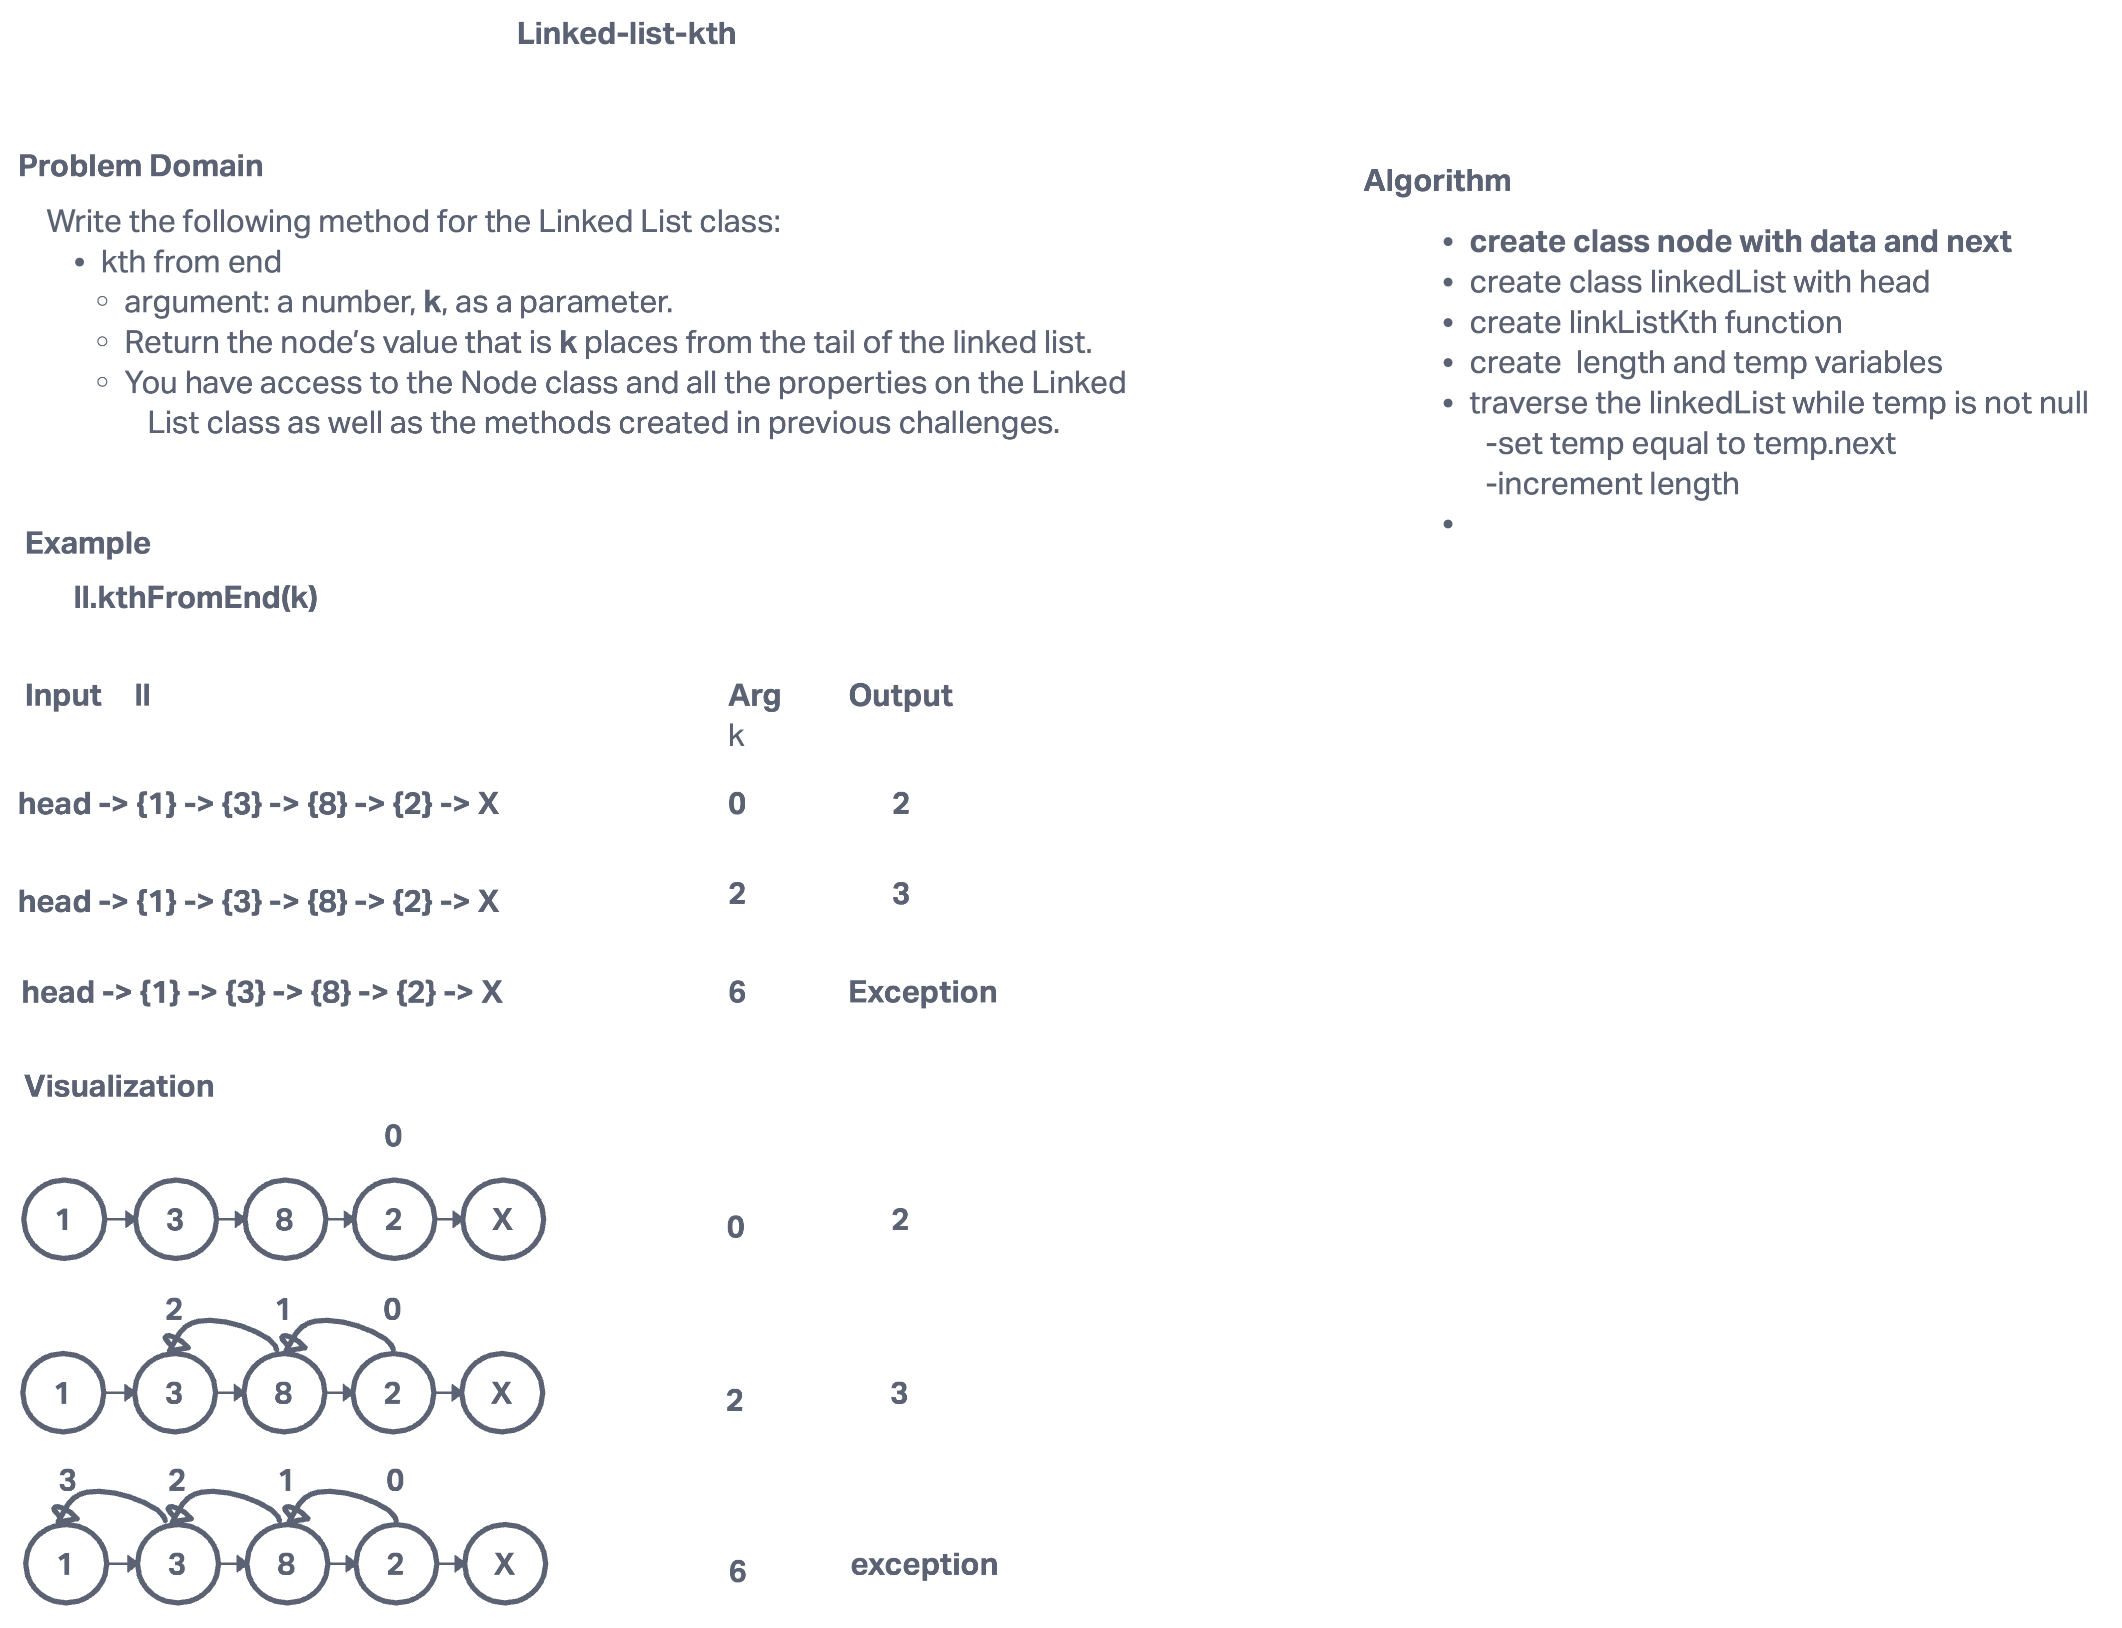 Linked-list-kth
Problem Domain
Write the following method for the Linked List class:
• kth from end
◦ argument: a number, k, as a parameter.
◦ Return the node’s value that is k places from the tail of the linked list.
◦ You have access to the Node class and all the properties on the Linked
List class as well as the methods created in previous challenges.
Example
ll.kthFromEnd(k)
Input ll Arg Output
k
head -> {1} -> {3} -> {8} -> {2} -> X 0 2
head -> {1} -> {3} -> {8} -> {2} -> X 2 3
head -> {1} -> {3} -> {8} -> {2} -> X 6 Exception
Visualization
0
1 3 8 2 X 0 2
2 1 0
1 3 8 2 X 2 3
3 2 1 0
1 3 8 2 X 6 exception
Algorithm
• create class node with data and next
• create class linkedList with head
• create linkListKth function
• create  length and temp variables
• traverse the linkedList while temp is not null
-set temp equal to temp.next
-increment length
•